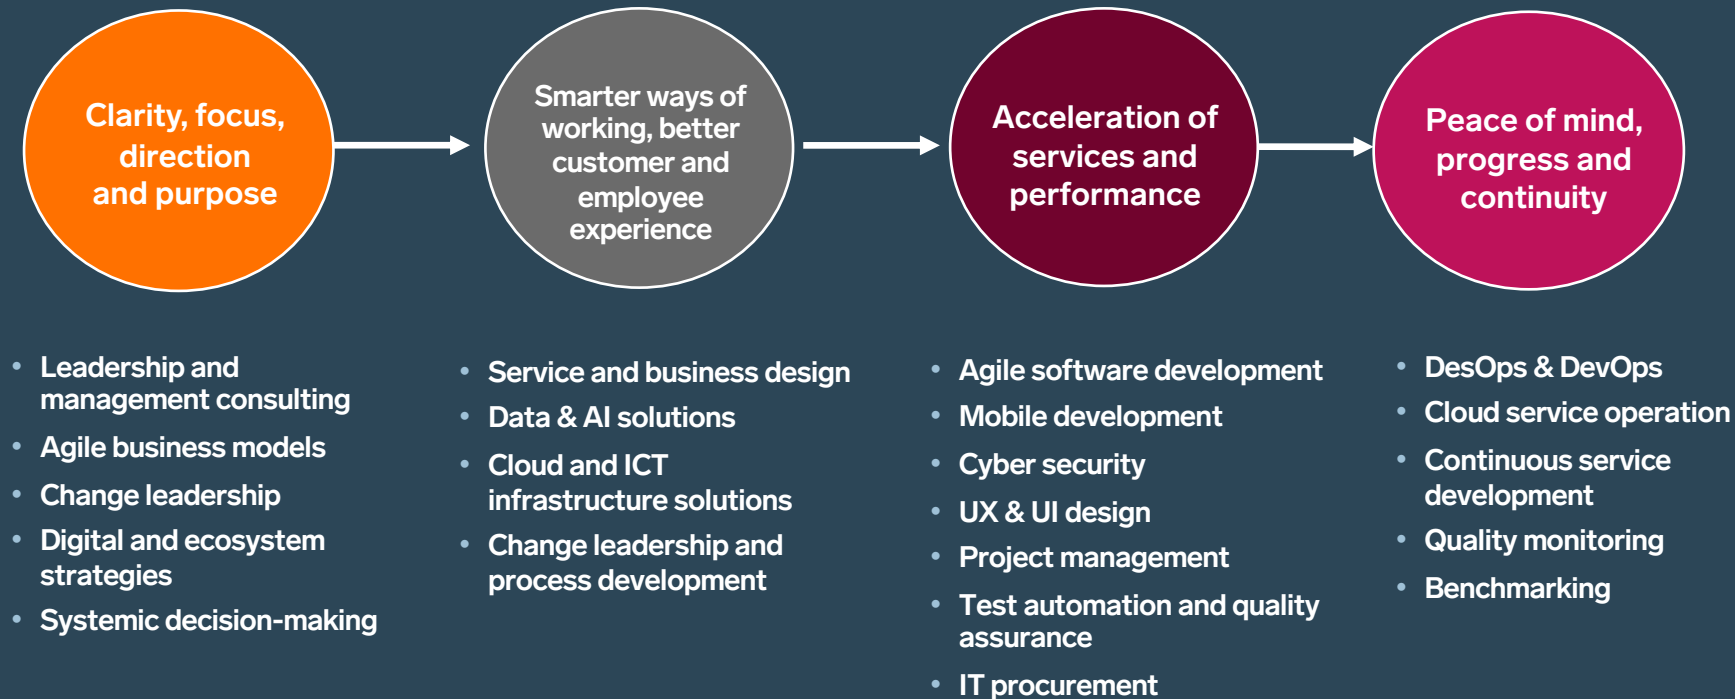 Clarity, focus,
direction
and purpose
Smarter ways of
working, better
customer and
employee
experience
Acceleration of
services and
performance
Peace of mind,
progress and
continuity
• Leadership and
management consulting
• Agile business models
• Change leadership
• Digital and ecosystem
strategies
• Systemic decision-making
• Service and business design
• Data & AI solutions
• Cloud and ICT
infrastructure solutions
• Change leadership and
process development
• Agile software development
• Mobile development
• Cyber security
• UX & UI design
• Project management
• Test automation and quality
assurance
• IT procurement
• DesOps & DevOps
• Cloud service operation
• Continuous service
development
• Quality monitoring
• Benchmarking